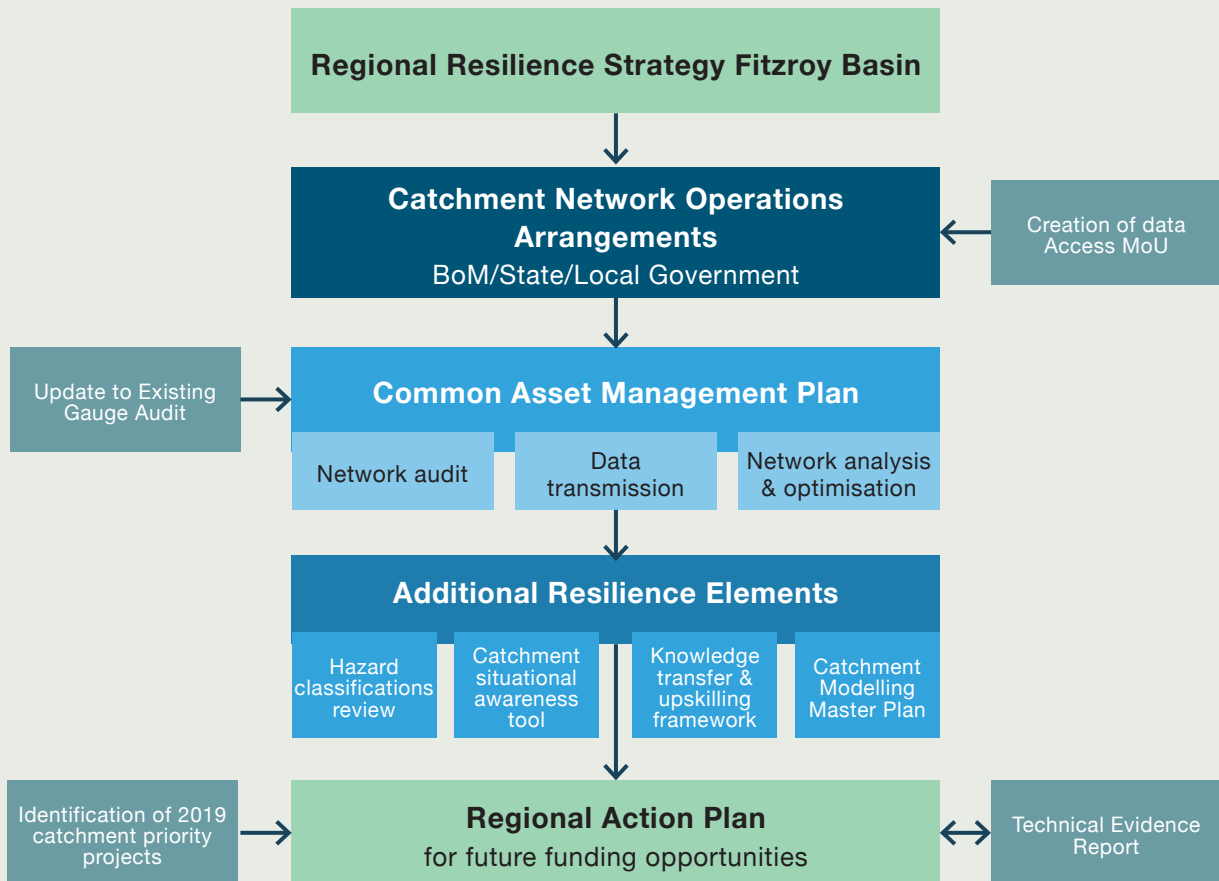 Regional Resilience Strategy Fitzroy Basin
Catchment Network Operations
Arrangements
BoM/State/Local Government
Creation of data
Access MoU
Update to Existing
Gauge Audit
Common Asset Management Plan
Network audit
Data
transmission
Network analysis
& optimisation
Additional Resilience Elements
Hazard
classifications
review
Catchment
situational
awareness
tool
Knowledge
transfer &
upskilling
framework
Catchment
Modelling
Master Plan
Identification of 2019
catchment priority
projects
Regional Action Plan
for future funding opportunities
Technical Evidence
Report